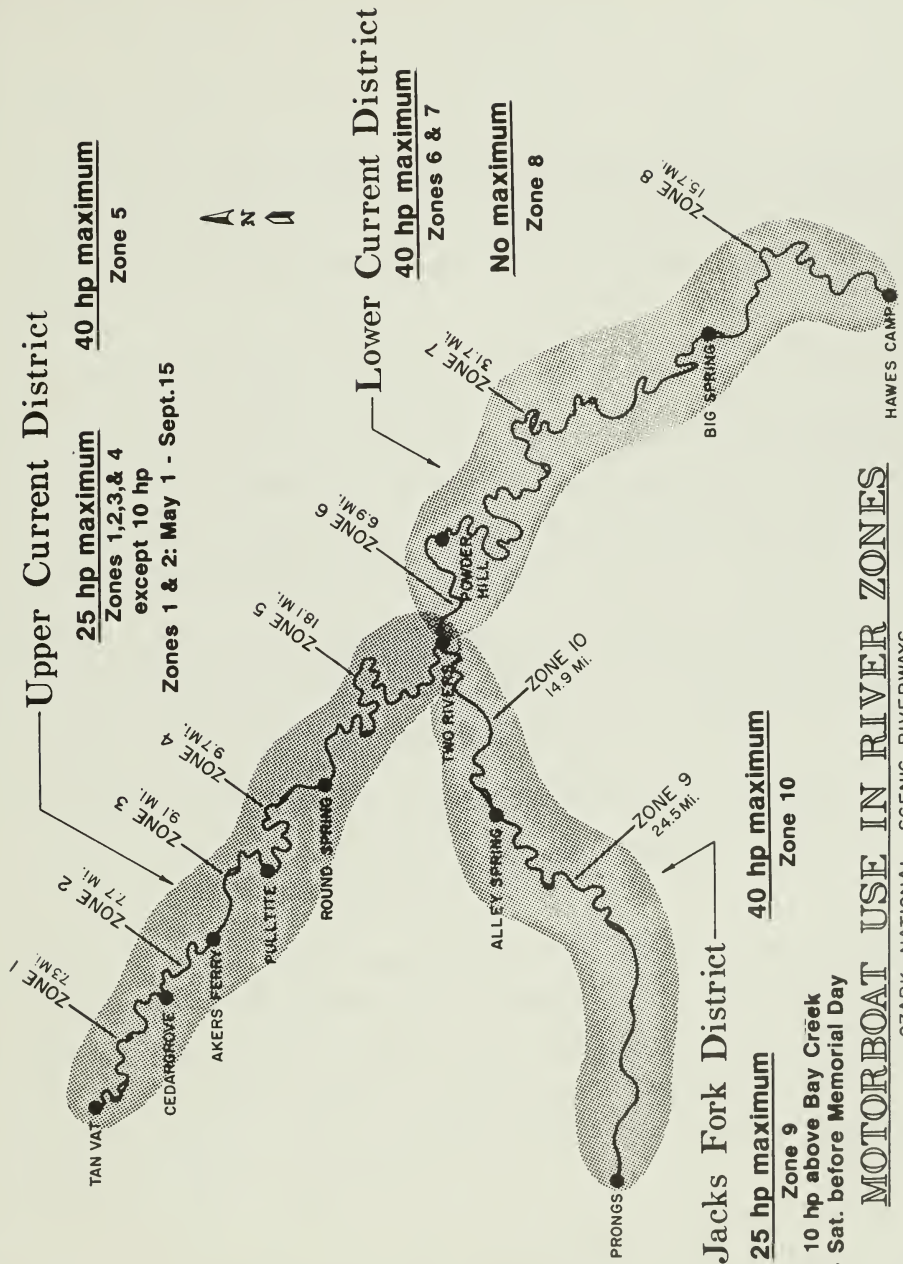 Upper Current District
25 hp maximum
Zones 1,2,3,& 4
except 10 hp
Zones 1 & 2: May 1 - Sept.15
40 hp maximum
Zone 5
N
Lower Current District
40 hp maximum
Zones 6 & 7
No maximum
Zone 8
ZONE 1
7.3 Mi.
ZONE 2
7.7 Mi.
ZONE 3
9.1 Mi.
ZONE 4
9.7 Mi.
ZONE 5
18.1 Mi.
ZONE 6
6.9 Mi.
ZONE 7
31.7 Mi.
ZONE 8
15.7 Mi.
TAN VAT
CEDARGROVE
AKERS FERRY
PULLTITE
ROUND SPRING
TWO RIVERS
POWDER
HILL
BIG SPRING
HAWES CAMP
ZONE 10
14.9 Mi.
ALLEY SPRING
ZONE 9
24.5 Mi.
PRONGS
Jacks Fork District
25 hp maximum
Zone 9
10 hp above Bay Creek
Sat. before Memorial Day
40 hp maximum
Zone 10
MOTORBOAT USE IN RIVER ZONES
OZARK NATIONAL SCENIC RIVERWAYS